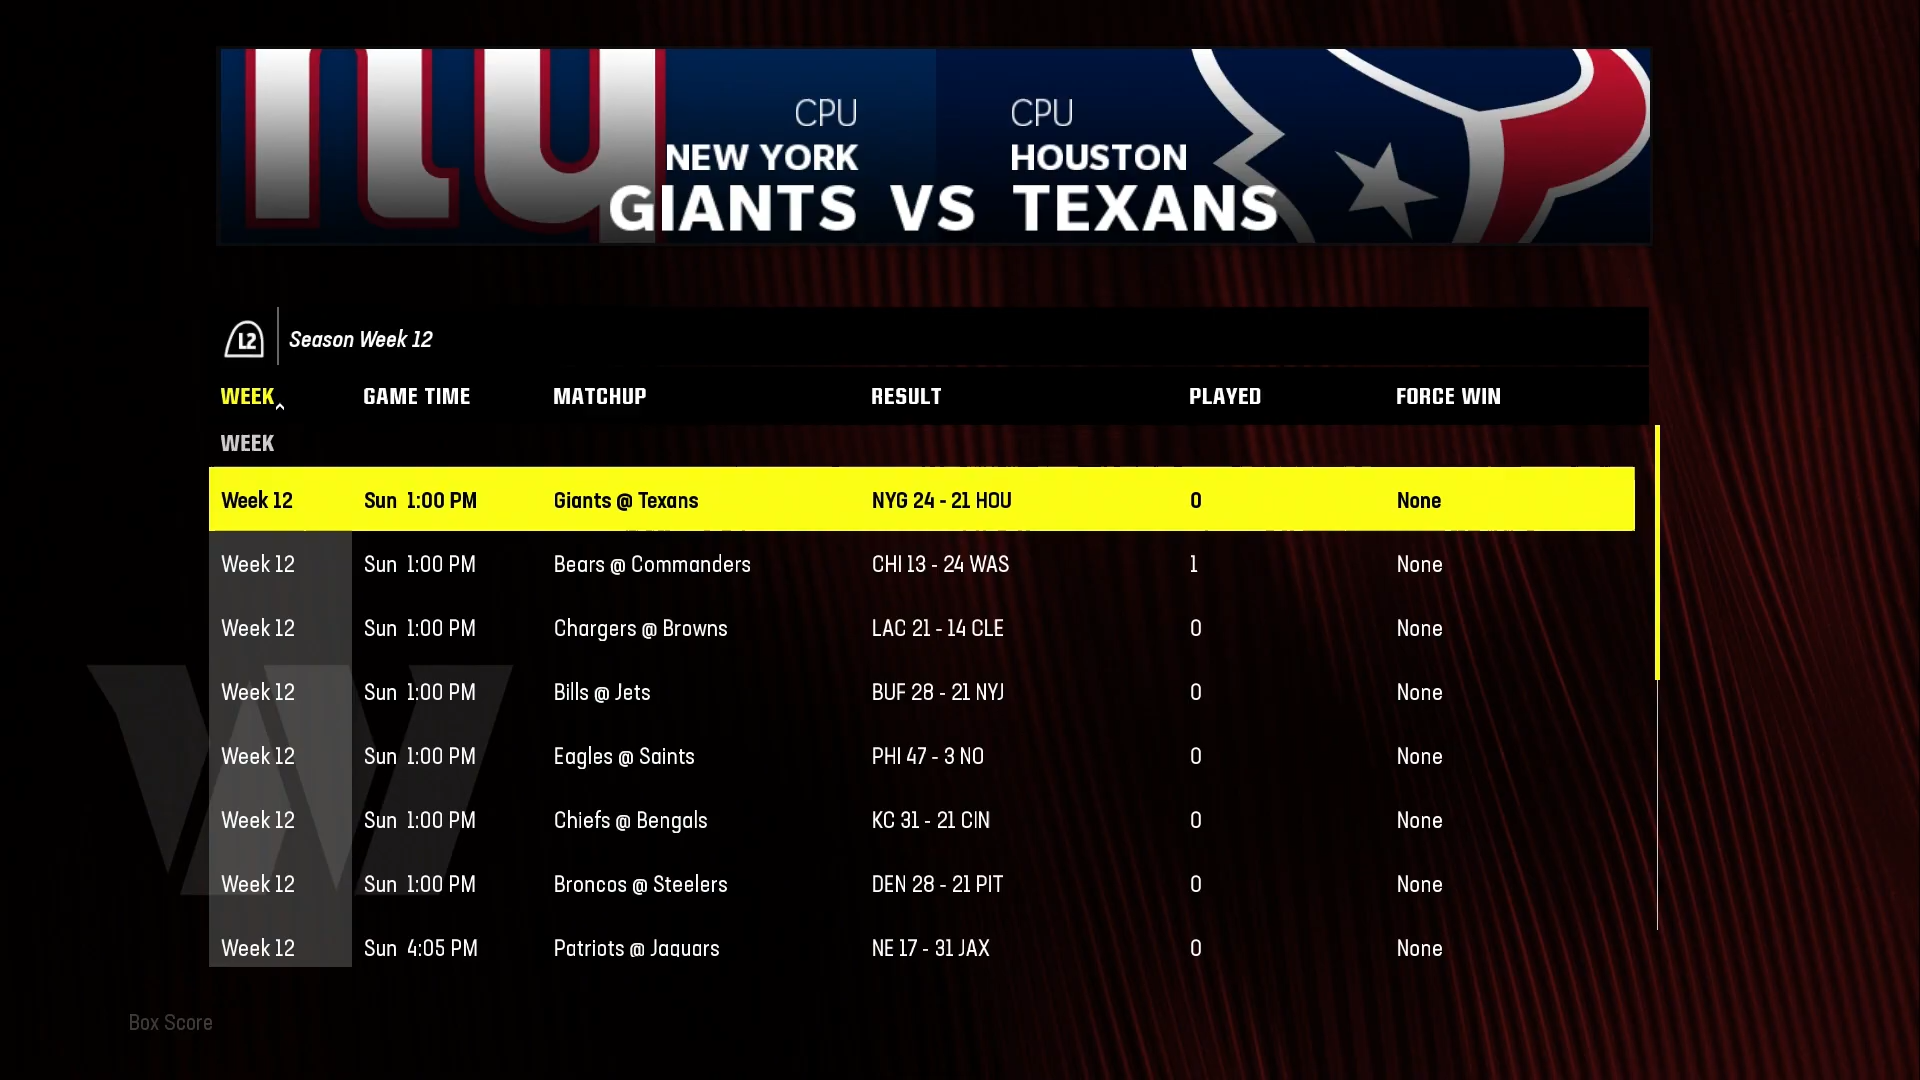 ny
CPU
NEW YORK
GIANTS
VS
CPU
HOUSTON
TEXANS
L2 Season Week 12
WEEK GAME TIME MATCHUP RESULT PLAYED FORCE WIN
WEEK
Week 12 Sun 1:00 PM Giants @ Texans NYG 24 - 21 HOU 0 None
Week 12 Sun 1:00 PM Bears @ Commanders CHI 13 - 24 WAS 1 None
Week 12 Sun 1:00 PM Chargers @ Browns LAC 21 - 14 CLE 0 None
Week 12 Sun 1:00 PM Bills @ Jets BUF 28 - 21 NYJ 0 None
Week 12 Sun 1:00 PM Eagles @ Saints PHI 47 - 3 NO 0 None
Week 12 Sun 1:00 PM Chiefs @ Bengals KC 31 - 21 CIN 0 None
Week 12 Sun 1:00 PM Broncos @ Steelers DEN 28 - 21 PIT 0 None
Week 12 Sun 4:05 PM Patriots @ Jaguars NE 17 - 31 JAX 0 None
Box Score